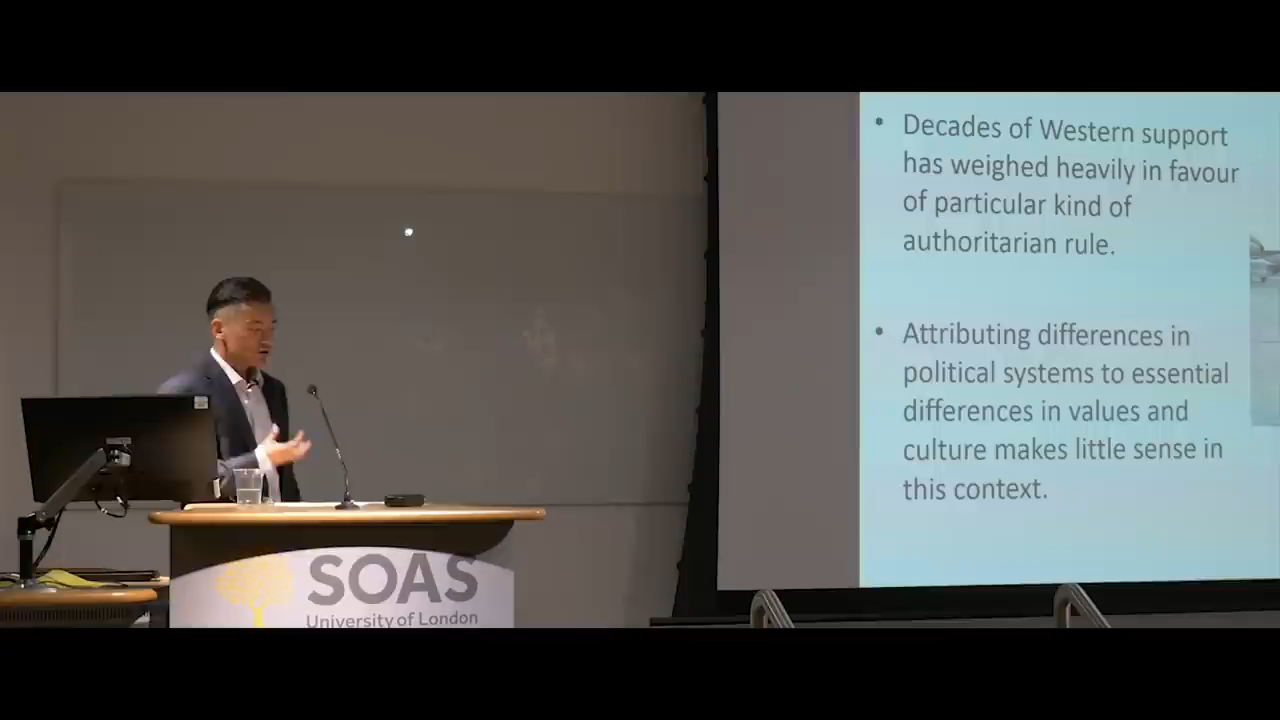 • Decades of Western support
has weighed heavily in favour
of particular kind of
authoritarian rule.
• Attributing differences in
political systems to essential
differences in values and
culture makes little sense in
this context.
SOAS
University of London